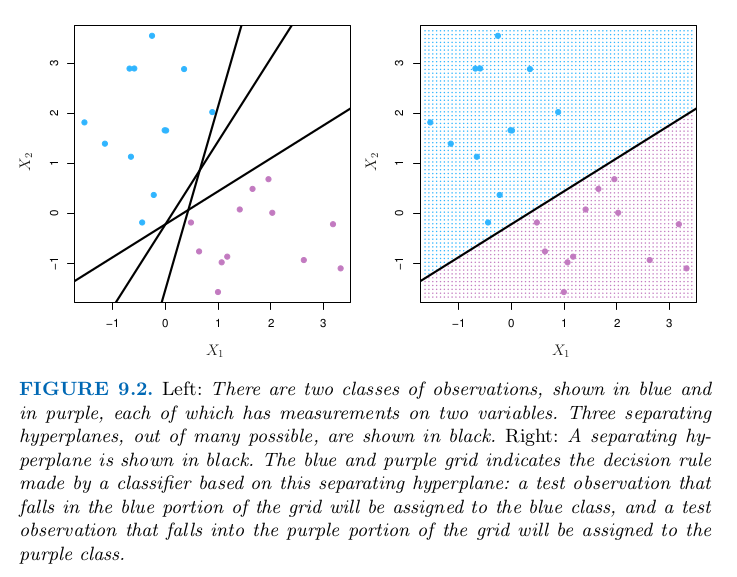 3
2
1
0
−1
X2
−1
0
1
2
3
X1
3
2
1
0
−1
X2
−1
0
1
2
3
X1
FIGURE 9.2. Left: There are two classes of observations, shown in blue and
in purple, each of which has measurements on two variables. Three separating
hyperplanes, out of many possible, are shown in black. Right: A separating hy-
perplane is shown in black. The blue and purple grid indicates the decision rule
made by a classifier based on this separating hyperplane: a test observation that
falls in the blue portion of the grid will be assigned to the blue class, and a test
observation that falls into the purple portion of the grid will be assigned to the
purple class.